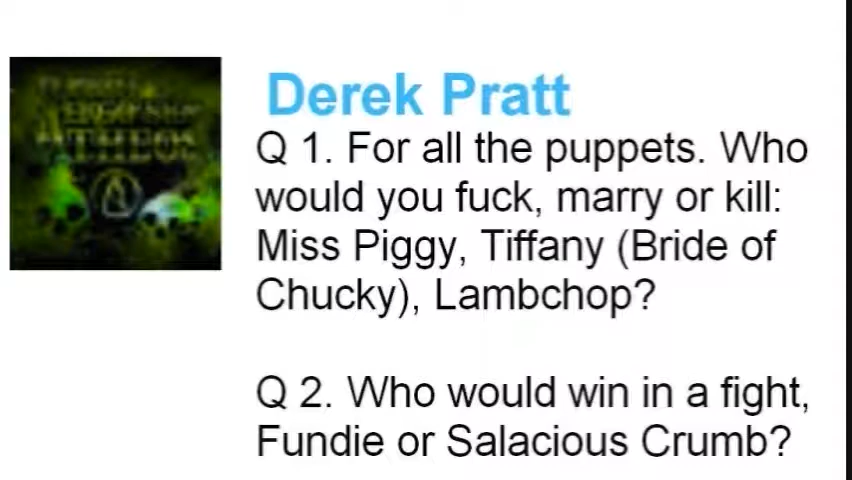 Derek Pratt
Q 1. For all the puppets. Who
would you fuck, marry or kill:
Miss Piggy, Tiffany (Bride of
Chucky), Lambchop?
Q 2. Who would win in a fight,
Fundie or Salacious Crumb?